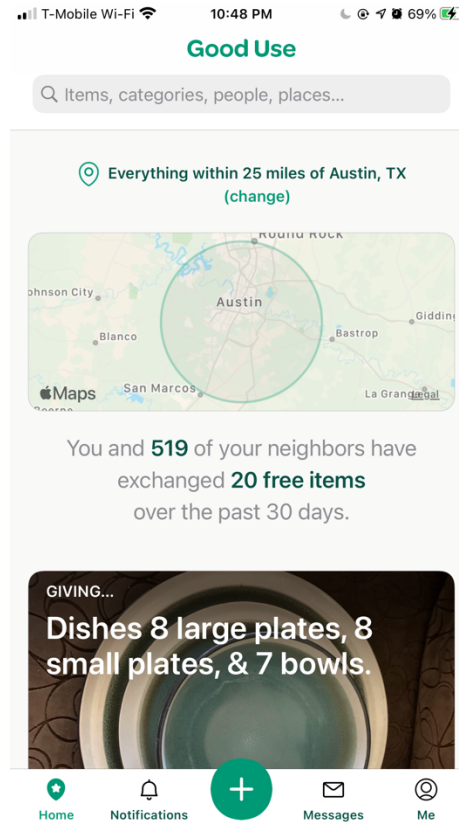 T-Mobile Wi-Fi 10:48 PM 69%
Good Use
Items, categories, people, places...
Everything within 25 miles of Austin, TX
(change)
Round Rock
Johnson City
Austin
Gidding
Blanco
Bastrop
Maps
San Marcos
La Grange
Legal
Boerne
You and 519 of your neighbors have
exchanged 20 free items
over the past 30 days.
GIVING...
Dishes 8 large plates, 8
small plates, & 7 bowls.
Home Notifications Messages Me